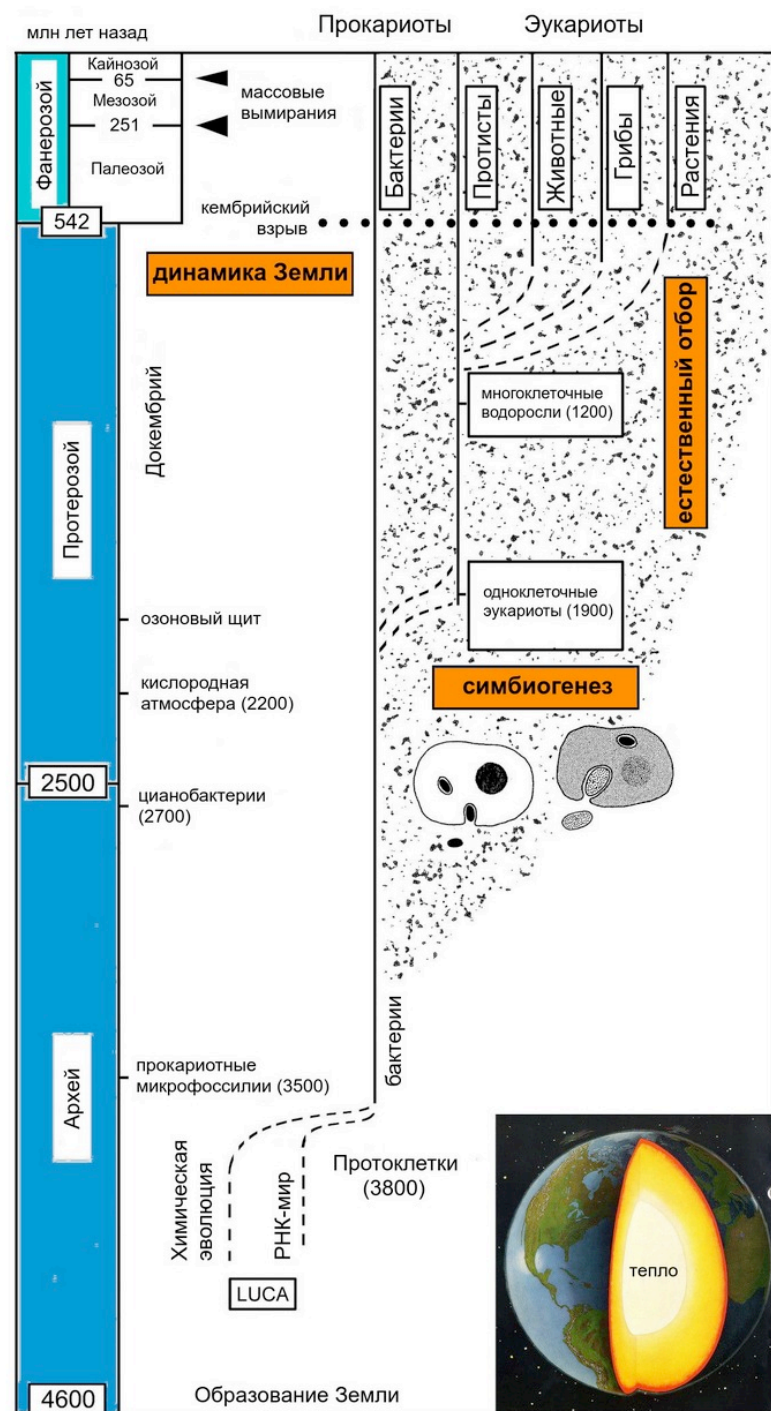 Прокариоты
Эукариоты
млн лет назад
Фанерозой
Кайнозой
65
Мезозой
251
Палеозой
массовые
вымирания
Бактерии
Протисты
Животные
Грибы
Растения
542
кембрийский
взрыв
динамика Земли
естественный отбор
многоклеточные
водоросли (1200)
Докембрий
Протерозой
одноклеточные
эукариоты (1900)
озоновый щит
симбиогенез
кислородная
атмосфера (2200)
2500
цианобактерии
(2700)
бактерии
Архей
прокариотные
микрофоссилии (3500)
Химическая
эволюция
РНК-мир
Протоклетки
(3800)
LUCA
тепло
4600
Образование Земли